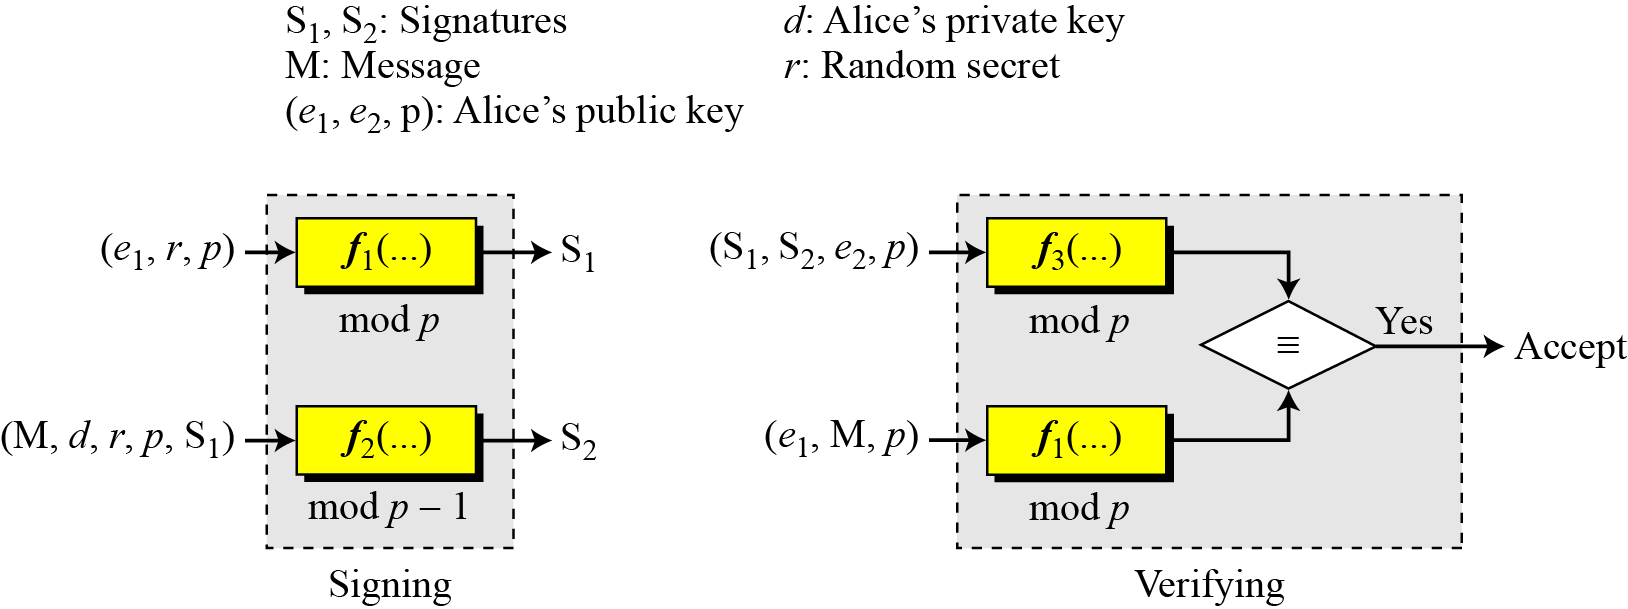 S₁, S₂: Signatures
M: Message
(e₁, e₂, p): Alice’s public key
d: Alice’s private key
r: Random secret
(e₁, r, p)
f₁(...)
mod p
S₁
(M, d, r, p, S₁)
f₂(...)
mod p – 1
S₂
Signing
(S₁, S₂, e₂, p)
f₃(...)
mod p
(e₁, M, p)
f₁(...)
mod p
≡
Yes
Accept
Verifying